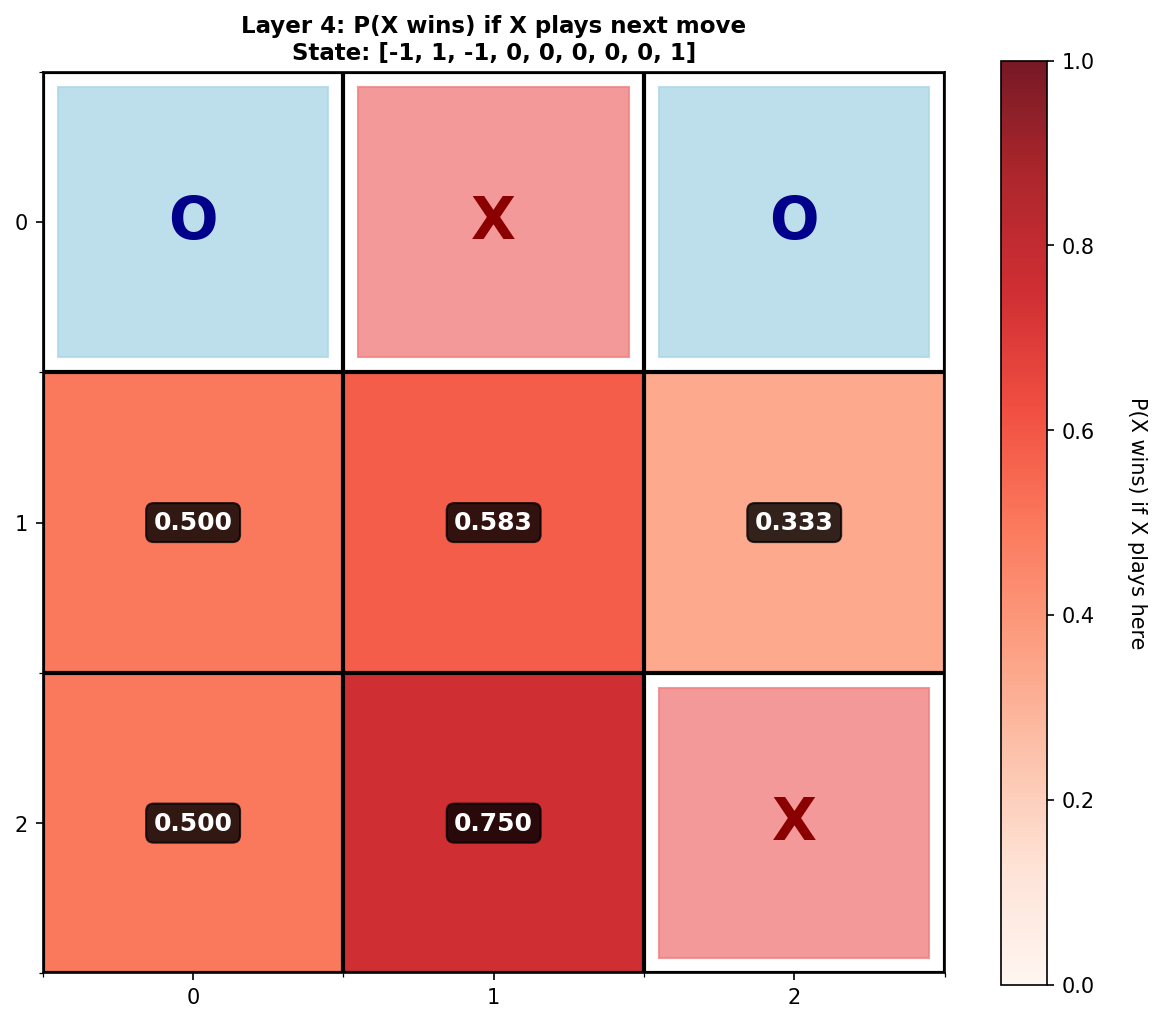 Layer 4: P(X wins) if X plays next move
State: [-1, 1, -1, 0, 0, 0, 0, 0, 1]
O
X
O
0.500
0.583
0.333
0.500
0.750
X
0
1
2
0
1
2
1.0
0.8
0.6
0.4
0.2
0.0
P(X wins) if X plays here